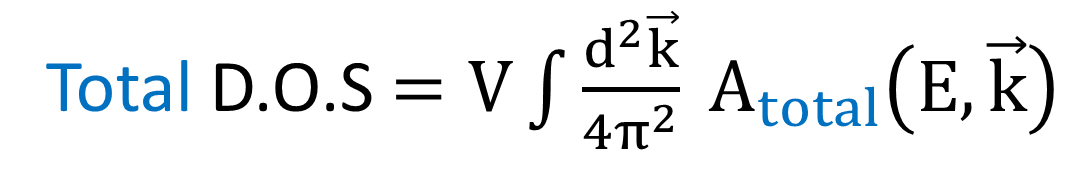 Total D.O.S = V ∫ d²k⃗/4π² A_total(E, k⃗)